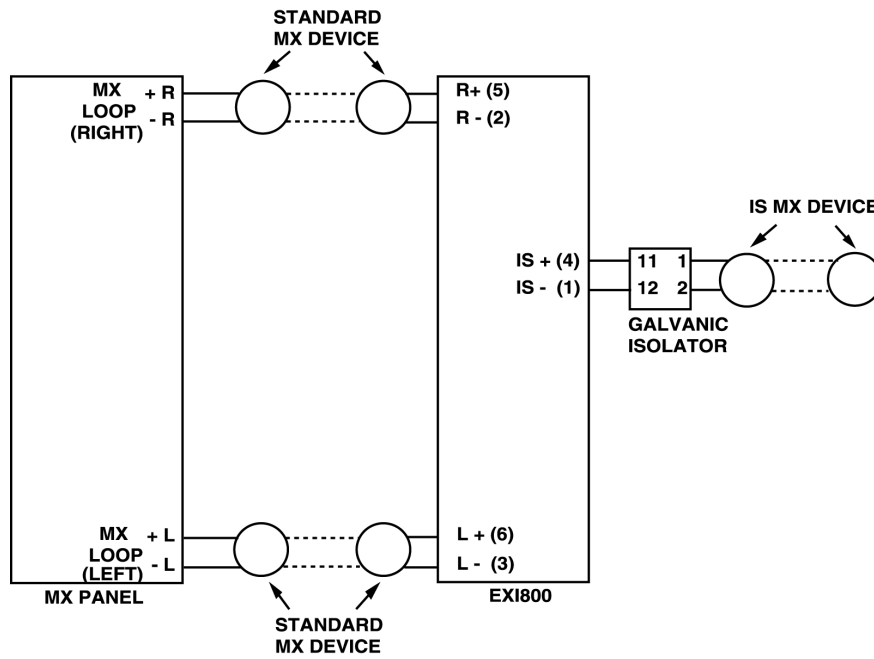 STANDARD
MX DEVICE
MX
LOOP
(RIGHT)
+ R
- R
R+ (5)
R - (2)
IS MX DEVICE
IS + (4)
IS - (1)
11 1
12 2
GALVANIC
ISOLATOR
MX
LOOP
(LEFT)
+ L
- L
L + (6)
L - (3)
MX PANEL
EXI800
STANDARD
MX DEVICE